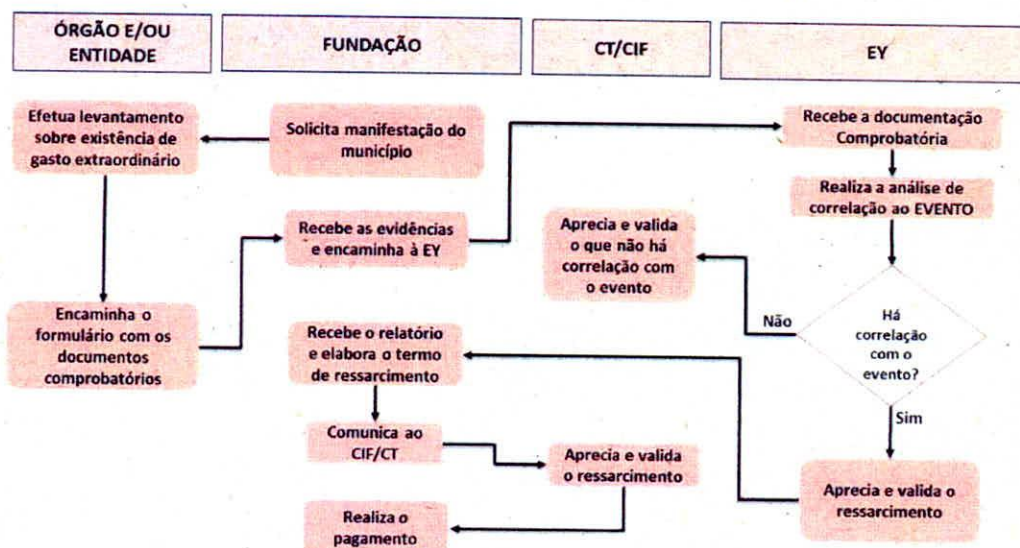 ÓRGÃO E/OU
ENTIDADE
FUNDAÇÃO
CT/CIF
EY
Efetua levantamento
sobre existência de
gasto extraordinário
Solicita manifestação do
município
Recebe a documentação
Comprobatória
Realiza a análise de
correlação ao EVENTO
Recebe as evidências
e encaminha à EY
Aprecia e valida
o que não há
correlação com
o evento
Encaminha o
formulário com os
documentos
comprobatórios
Não
Há
correlação
com o
evento?
Recebe o relatório
e elabora o termo
de ressarcimento
Sim
Comunica ao
CIF/CT
Aprecia e valida
o ressarcimento
Aprecia e valida o
ressarcimento
Realiza o
pagamento